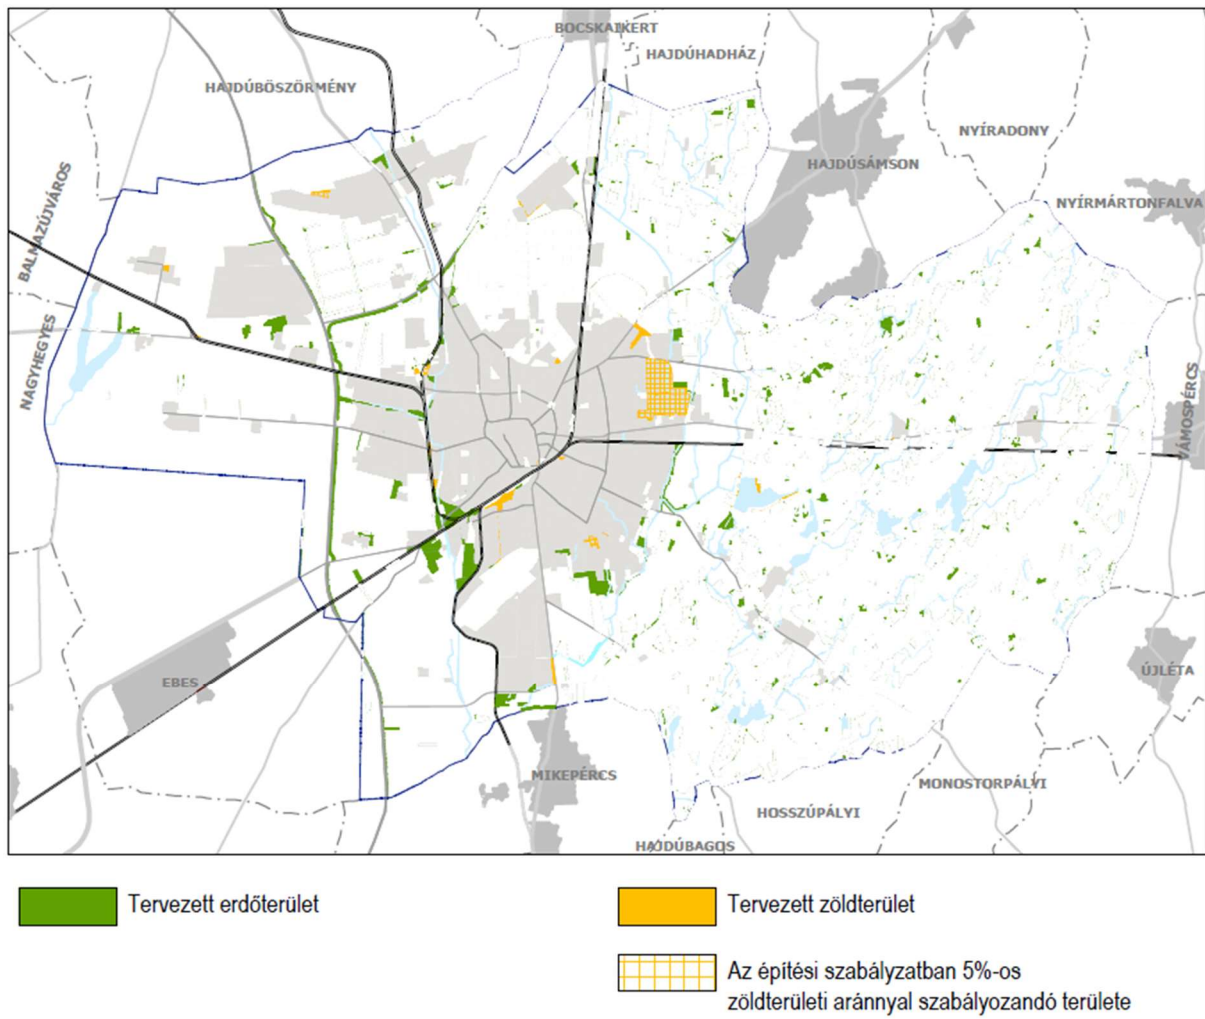 BOCSKAIKERT
HAJDÚHADHÁZ
HAJDÚBÖSZÖRMÉNY
NYÍRADONY
HAJDÚSÁMSON
BALMAZÚJVÁROS
NYÍRMÁRTONFALVA
NAGYHEGYES
VÁMOSPÉRCS
EBES
ÚJLÉTA
MIKEPÉRCS
MONOSTORPÁLYI
HOSSZÚPÁLYI
HAJDÚBAGOS
Tervezett erdőterület
Tervezett zöldterület
Az építési szabályzatban 5%-os
zöldterületi aránnyal szabályozandó területe